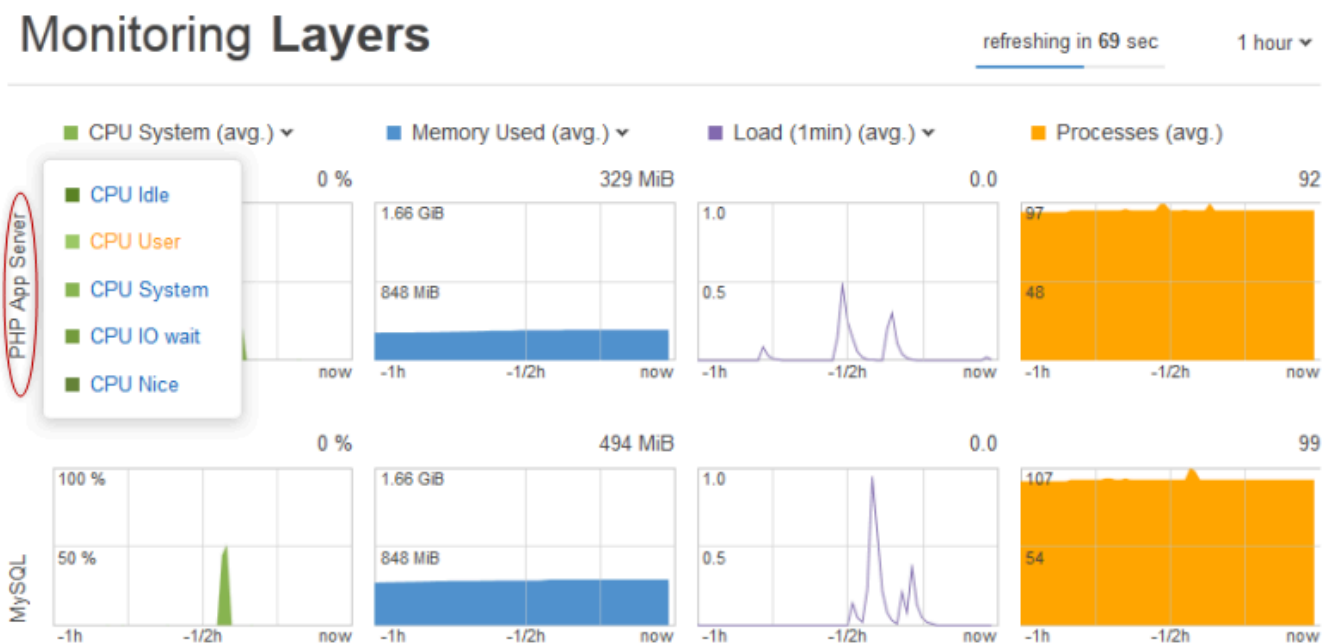 Monitoring Layers
refreshing in 69 sec
1 hour
CPU System (avg.)
Memory Used (avg.)
Load (1min) (avg.)
Processes (avg.)
CPU Idle
CPU User
CPU System
CPU IO wait
CPU Nice
PHP App Server
0 %
now
329 MiB
1.66 GiB
848 MiB
-1h
-1/2h
now
0.0
1.0
0.5
-1h
-1/2h
now
92
97
48
-1h
-1/2h
now
MySQL
0 %
100 %
50 %
-1h
-1/2h
now
494 MiB
1.66 GiB
848 MiB
-1h
-1/2h
now
0.0
1.0
0.5
-1h
-1/2h
now
99
107
54
-1h
-1/2h
now